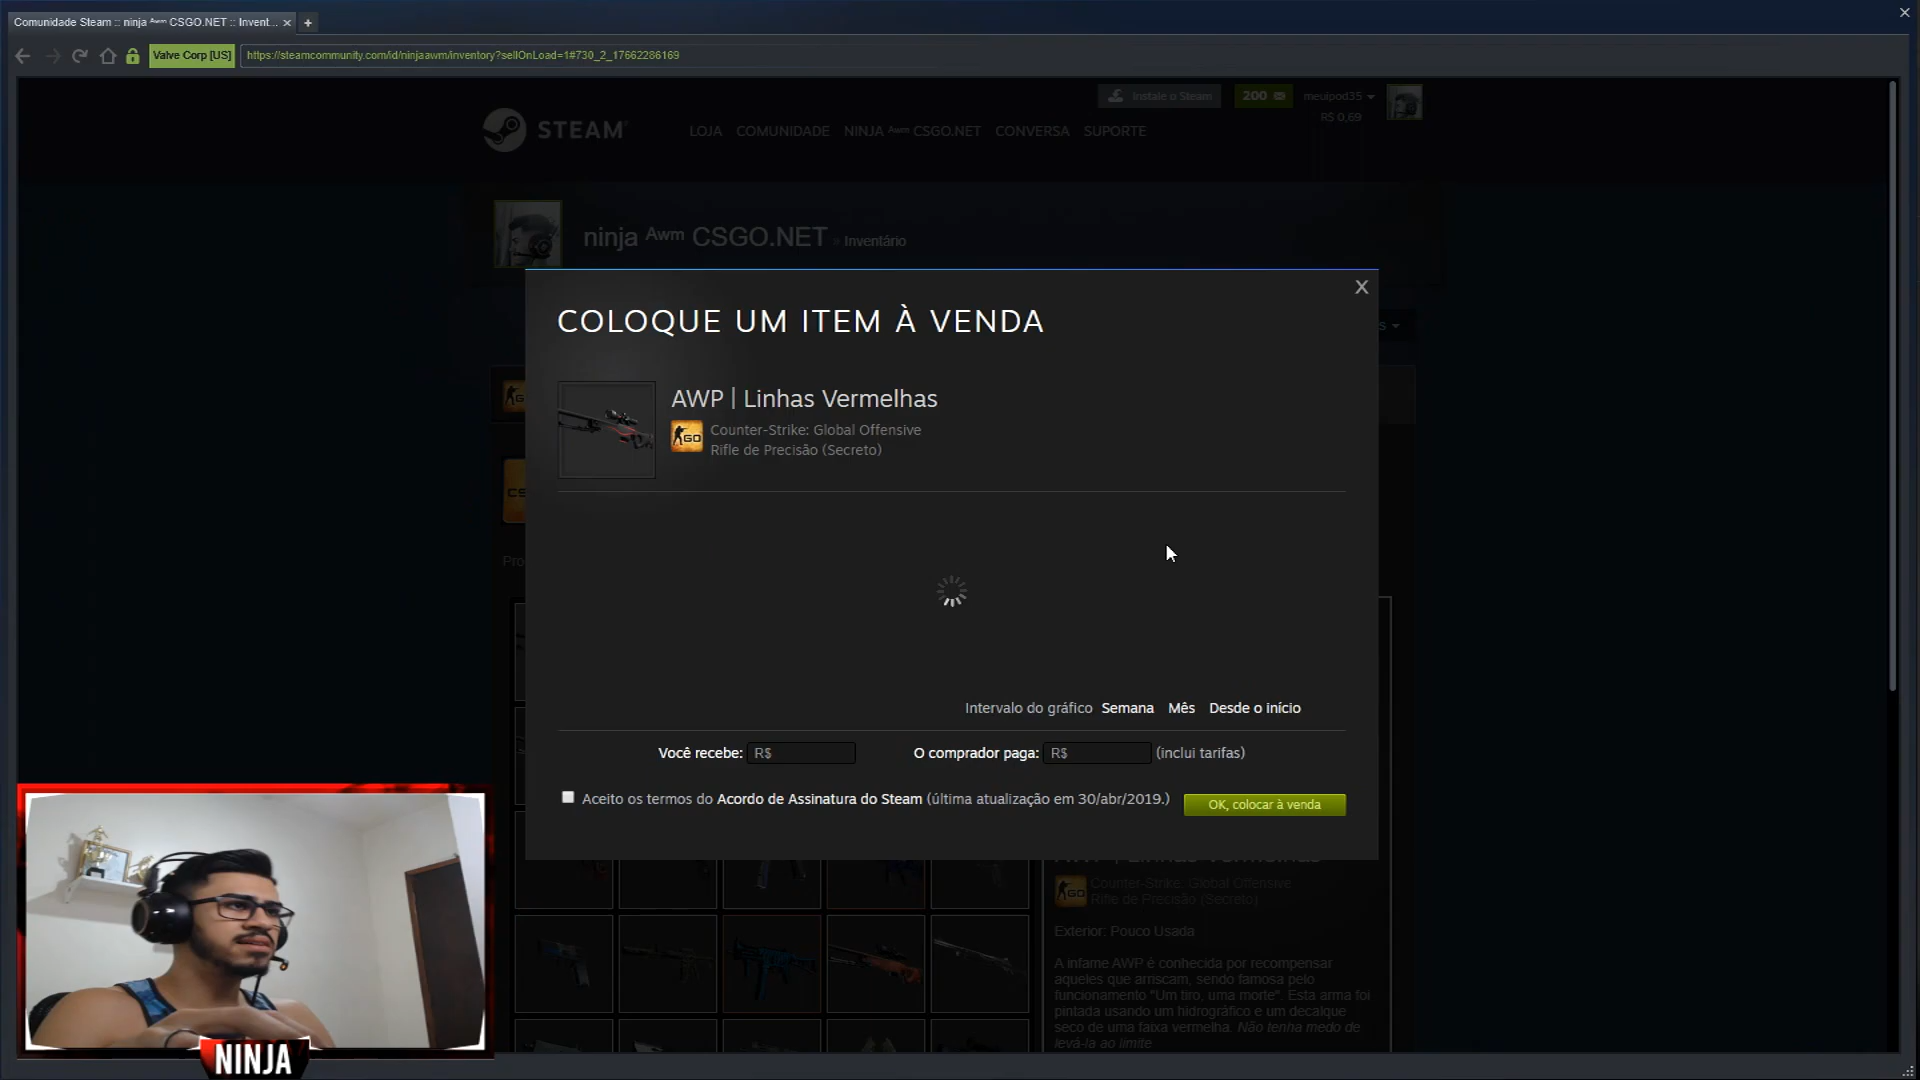 Comunidade Steam :: ninja ᴬʷᵐ CSGO.NET :: Invent...
Valve Corp [US]
https://steamcommunity.com/id/ninjaawm/inventory?sellOnLoad=1#730_2_17662286169
Instale o Steam
200
meuipod35
R$ 0,69
STEAM
LOJA COMUNIDADE NINJA ᴬʷᵐ CSGO.NET CONVERSA SUPORTE
ninja ᴬʷᵐ CSGO.NET » Inventário
X
COLOQUE UM ITEM À VENDA
AWP | Linhas Vermelhas
GO
Counter-Strike: Global Offensive
Rifle de Precisão (Secreto)
Intervalo do gráfico Semana Mês Desde o início
Você recebe: R$ O comprador paga: R$ (inclui tarifas)
Aceito os termos do Acordo de Assinatura do Steam (última atualização em 30/abr/2019.)
OK, colocar à venda
GO
Counter-Strike: Global Offensive
Rifle de Precisão (Secreto)
Exterior: Pouco Usada
A infame AWP é conhecida por recompensar
aqueles que arriscam, sendo famosa pelo
funcionamento "Um tiro, uma morte". Esta arma foi
pintada usando um hidrográfico e um decalque
seco de uma faixa vermelha. Não tenha medo de
levá-la ao limite
NINJA